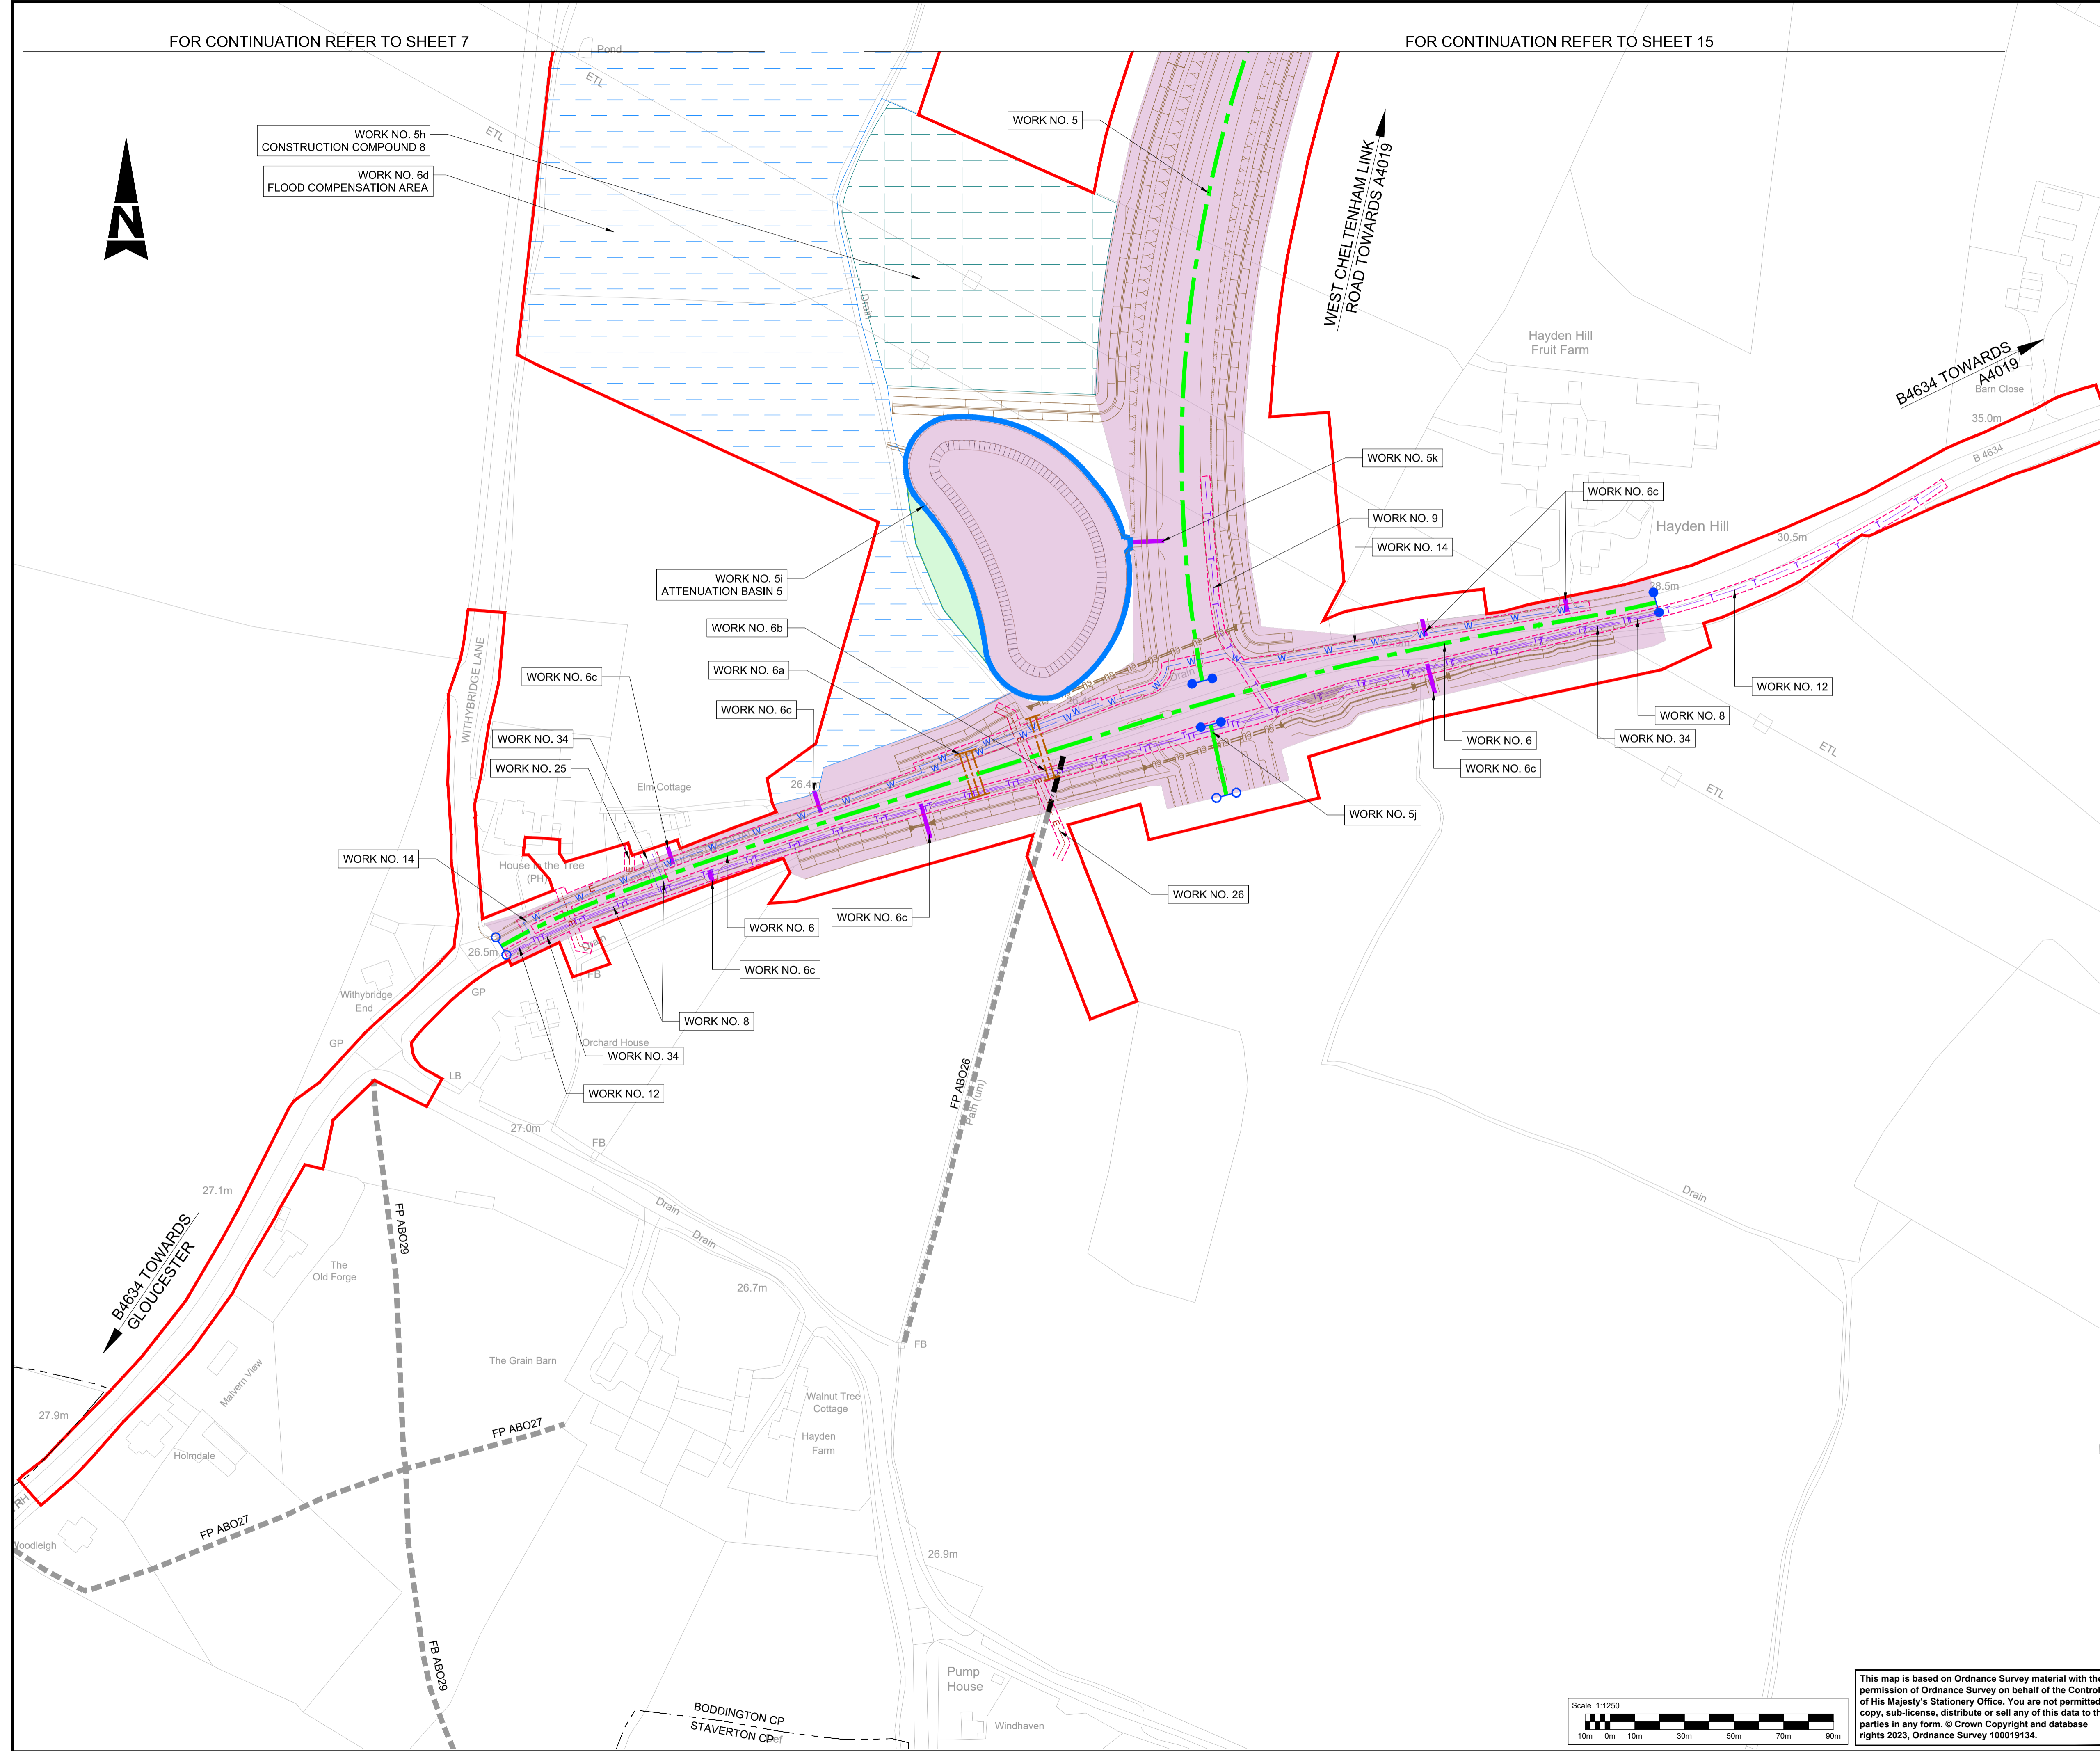 FOR CONTINUATION REFER TO SHEET 7
FOR CONTINUATION REFER TO SHEET 15
Pond
ETL
ETL
WORK NO. 5h
CONSTRUCTION COMPOUND 8
WORK NO. 6d
FLOOD COMPENSATION AREA
N
WORK NO. 5
WEST CHELTENHAM LINK
ROAD TOWARDS A4019
Drain
Hayden Hill
Fruit Farm
B4634 TOWARDS
A4019
Barn Close
35.0m
B 4634
WORK NO. 5k
WORK NO. 6c
WORK NO. 9
Hayden Hill
30.5m
WORK NO. 14
WORK NO. 5i
ATTENUATION BASIN 5
28.5m
WORK NO. 6b
WORK NO. 6a
WORK NO. 6c
WITHYBRIDGE LANE
Drain
WORK NO. 6c
WORK NO. 12
WORK NO. 8
WORK NO. 34
WORK NO. 34
WORK NO. 6
WORK NO. 25
WORK NO. 6c
ETL
ETL
Elm Cottage
26.4
WORK NO. 5j
WORK NO. 14
House in the Tree
(PH)
WORK NO. 26
WORK NO. 6c
WORK NO. 6
26.5m
Drain
FB
WORK NO. 6c
GP
Withybridge
End
WORK NO. 8
GP
Orchard House
WORK NO. 34
LB
WORK NO. 12
FP ABO26
Path (um)
27.0m
FB
27.1m
Drain
Drain
Drain
FP ABO29
B4634 TOWARDS
GLOUCESTER
The
Old Forge
26.7m
FB
The Grain Barn
Malvern View
Walnut Tree
Cottage
27.9m
FP ABO27
Hayden
Farm
Holmdale
FP ABO27
Woodleigh
26.9m
FB ABO29
Pump
House
Windhaven
BODDINGTON CP
STAVERTON CP
Scale 1:1250
10m 0m 10m 30m 50m 70m 90m
This map is based on Ordnance Survey material with the
permission of Ordnance Survey on behalf of the Control
of His Majesty's Stationery Office. You are not permitted
copy, sub-license, distribute or sell any of this data to th
parties in any form. © Crown Copyright and database
rights 2023, Ordnance Survey 100019134.